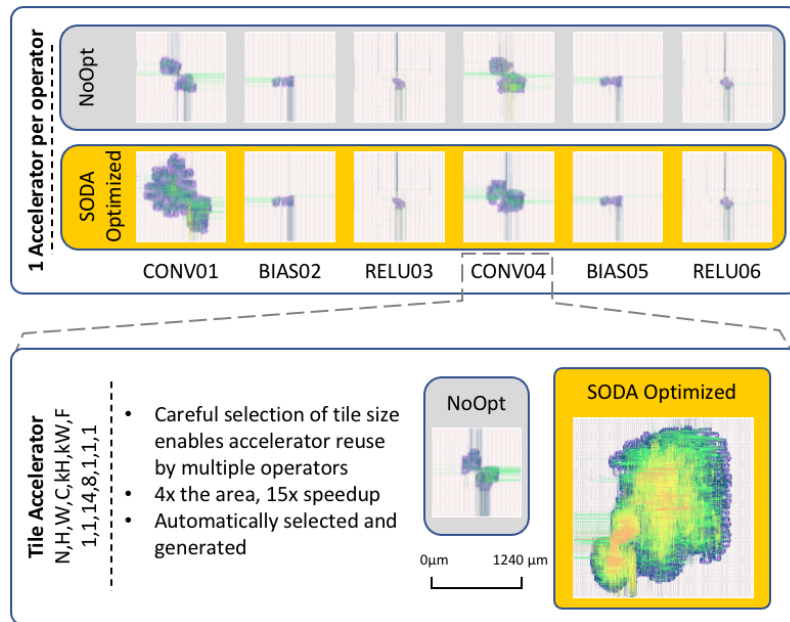 1 Accelerator per operator
NoOpt
SODA
Optimized
CONV01 BIAS02 RELU03 CONV04 BIAS05 RELU06
Tile Accelerator
N,H,W,C,kH,kW,F
1,1,14,8,1,1,1
• Careful selection of tile size
enables accelerator reuse
by multiple operators
• 4x the area, 15x speedup
• Automatically selected and
generated
NoOpt
0µm 1240 µm
SODA Optimized